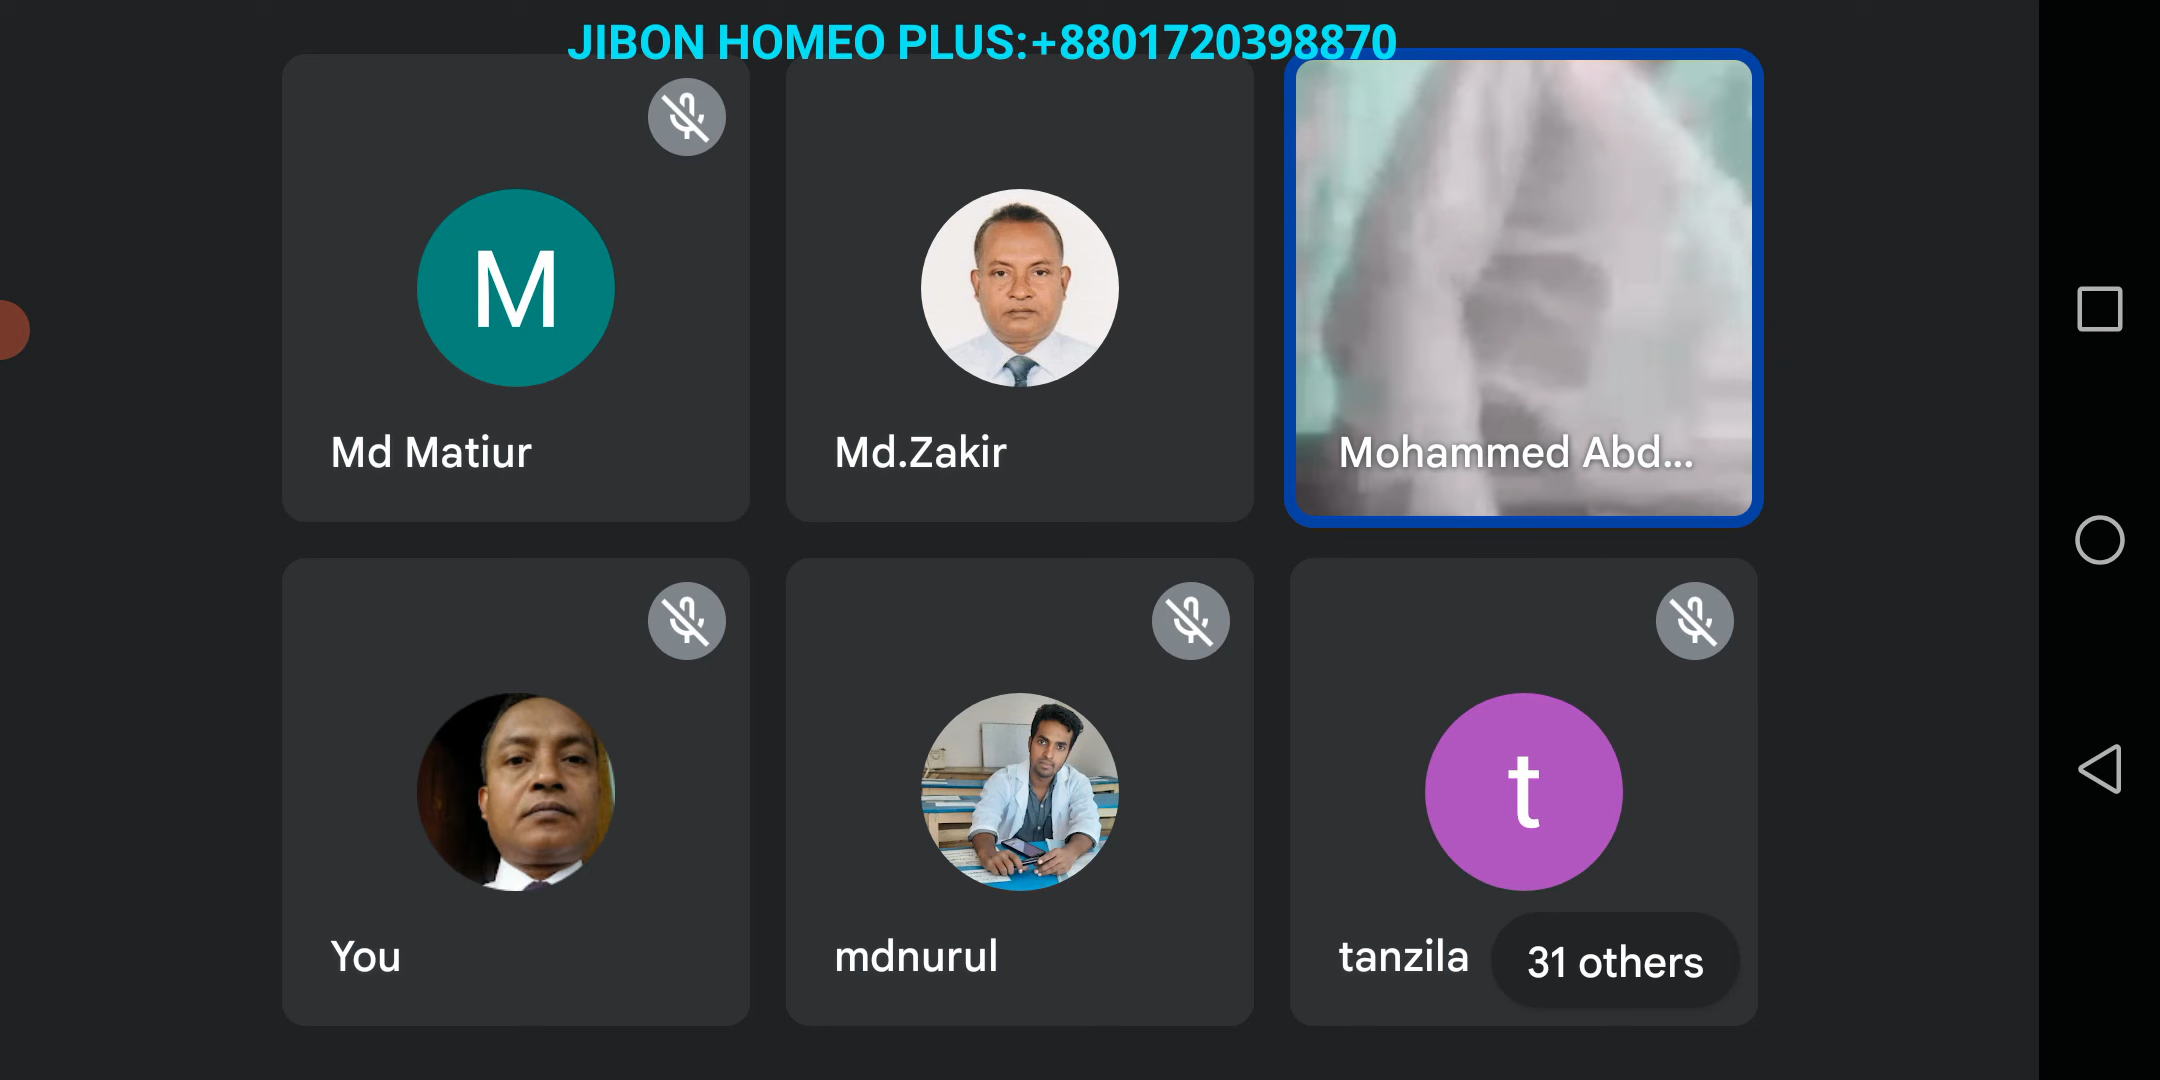 JIBON HOMEO PLUS:+8801720398870
M
Md Matiur
Md.Zakir
Mohammed Abd...
You
mdnurul
t
tanzila
31 others